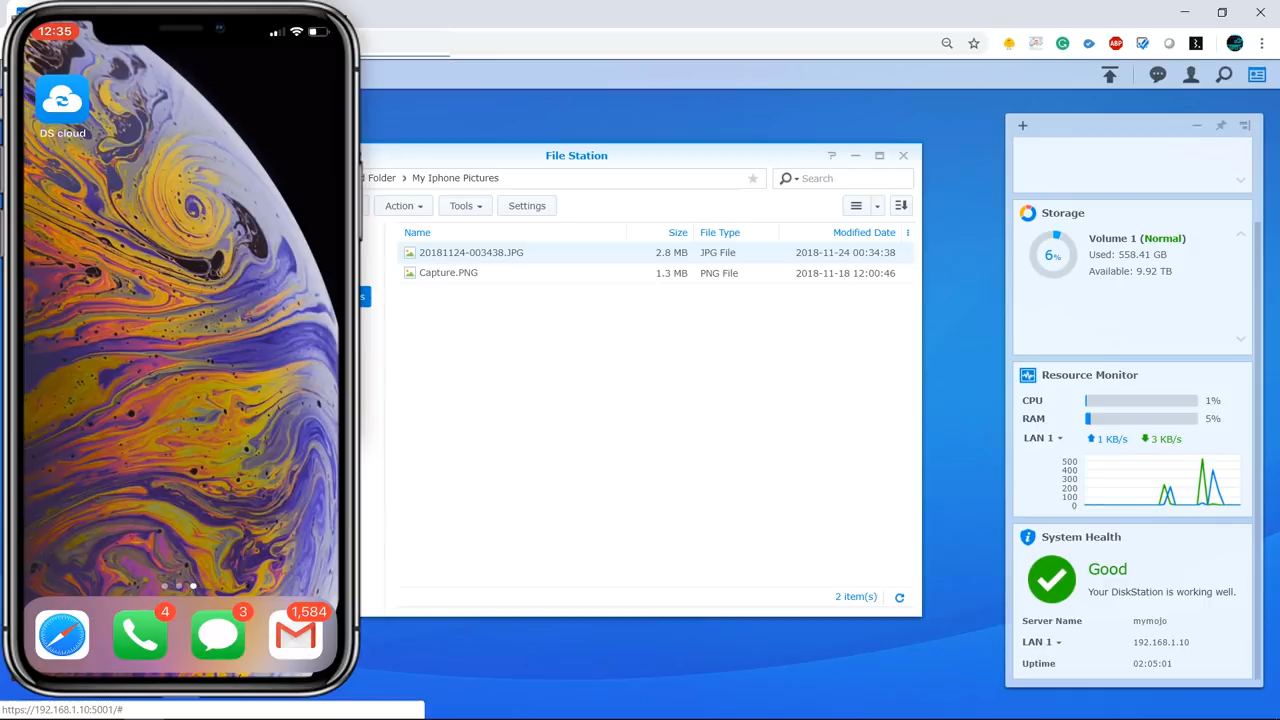 12:35
DS cloud
4
3
1,584
File Station
d Folder › My Iphone Pictures
Search
Action
Tools
Settings
Name Size File Type Modified Date
20181124-003438.JPG 2.8 MB JPG File 2018-11-24 00:34:38
Capture.PNG 1.3 MB PNG File 2018-11-18 12:00:46
s
2 item(s)
ABP
Storage
6%
Volume 1 (Normal)
Used: 558.41 GB
Available: 9.92 TB
Resource Monitor
CPU 1%
RAM 5%
LAN 1 1 KB/s 3 KB/s
500
400
300
200
100
0
System Health
Good
Your DiskStation is working well.
Server Name mymojo
LAN 1 192.168.1.10
Uptime 02:05:01
https://192.168.1.10:5001/#